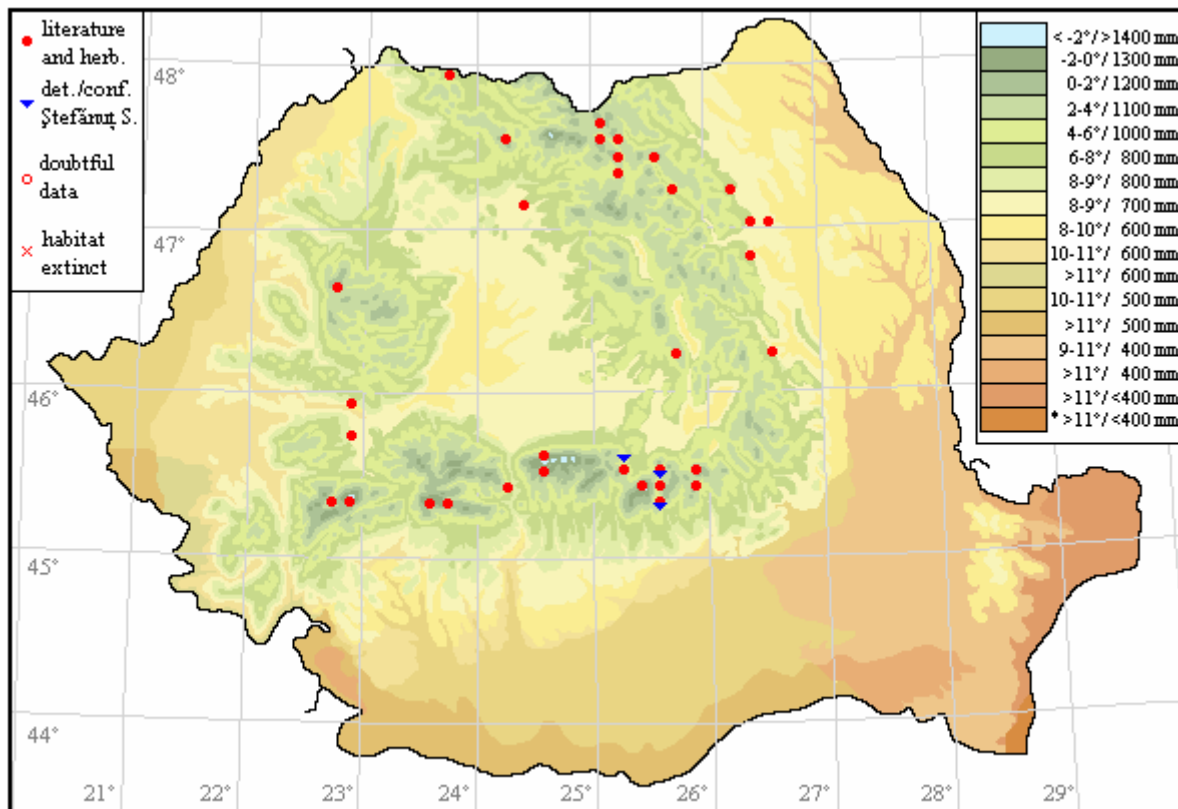 literature
and herb.
det./conf.
Ştefănuţ S.
doubtful
data
habitat
extinct
< -2°/>1400 mm
-2-0°/1300 mm
0-2°/1200 mm
2-4°/1100 mm
4-6°/1000 mm
6-8°/ 800 mm
8-9°/ 800 mm
8-9°/ 700 mm
8-10°/ 600 mm
10-11°/ 600 mm
>11°/ 600 mm
10-11°/ 500 mm
>11°/ 500 mm
9-11°/ 400 mm
>11°/ 400 mm
>11°/<400 mm
* >11°/<400 mm
48°
47°
46°
45°
44°
21°
22°
23°
24°
25°
26°
27°
28°
29°